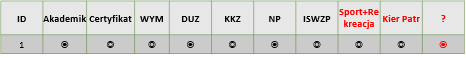 ID Akademik Certyfikat WYM DUZ KKZ NP ISWZP Sport+Re
kreacja Kier Patr ?
1